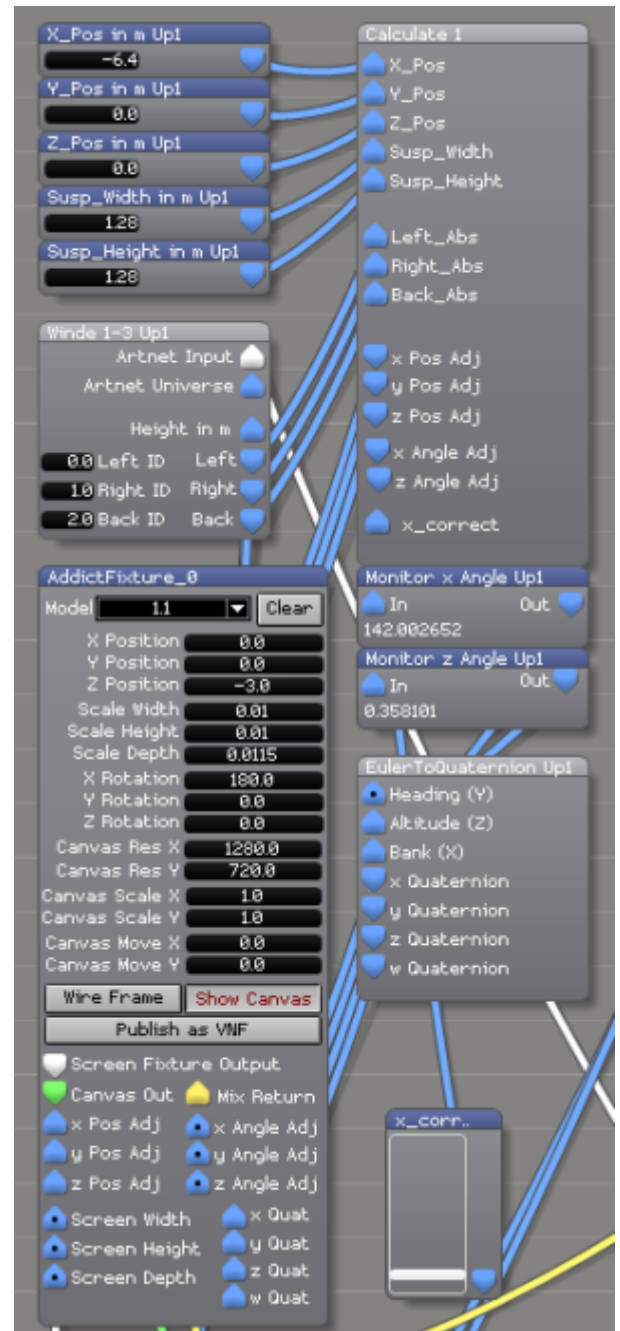 X_Pos in m Up1
-6.4
Y_Pos in m Up1
0.0
Z_Pos in m Up1
0.0
Susp_Width in m Up1
1.28
Susp_Height in m Up1
1.28
Calculate 1
X_Pos
Y_Pos
Z_Pos
Susp_Width
Susp_Height
Left_Abs
Right_Abs
Back_Abs
x Pos Adj
y Pos Adj
z Pos Adj
x Angle Adj
z Angle Adj
x_correct
Winde 1-3 Up1
Artnet Input
Artnet Universe
Height in m
0.0 Left ID Left
1.0 Right ID Right
2.0 Back ID Back
AddictFixture_0
Model 1.1 Clear
X Position 0.0
Y Position 0.0
Z Position -3.0
Scale Width 0.01
Scale Height 0.01
Scale Depth 0.0115
X Rotation 180.0
Y Rotation 0.0
Z Rotation 0.0
Canvas Res X 1280.0
Canvas Res Y 720.0
Canvas Scale X 1.0
Canvas Scale Y 1.0
Canvas Move X 0.0
Canvas Move Y 0.0
Wire Frame Show Canvas
Publish as VNF
Screen Fixture Output
Canvas Out Mix Return
x Pos Adj x Angle Adj
y Pos Adj y Angle Adj
z Pos Adj z Angle Adj
Screen Width
Screen Height
Screen Depth
x Quat
y Quat
z Quat
w Quat
Monitor x Angle Up1
In Out
142.002652
Monitor z Angle Up1
In Out
0.358101
EulerToQuaternion Up1
Heading (Y)
Altitude (Z)
Bank (X)
x Quaternion
y Quaternion
z Quaternion
w Quaternion
x_corr..